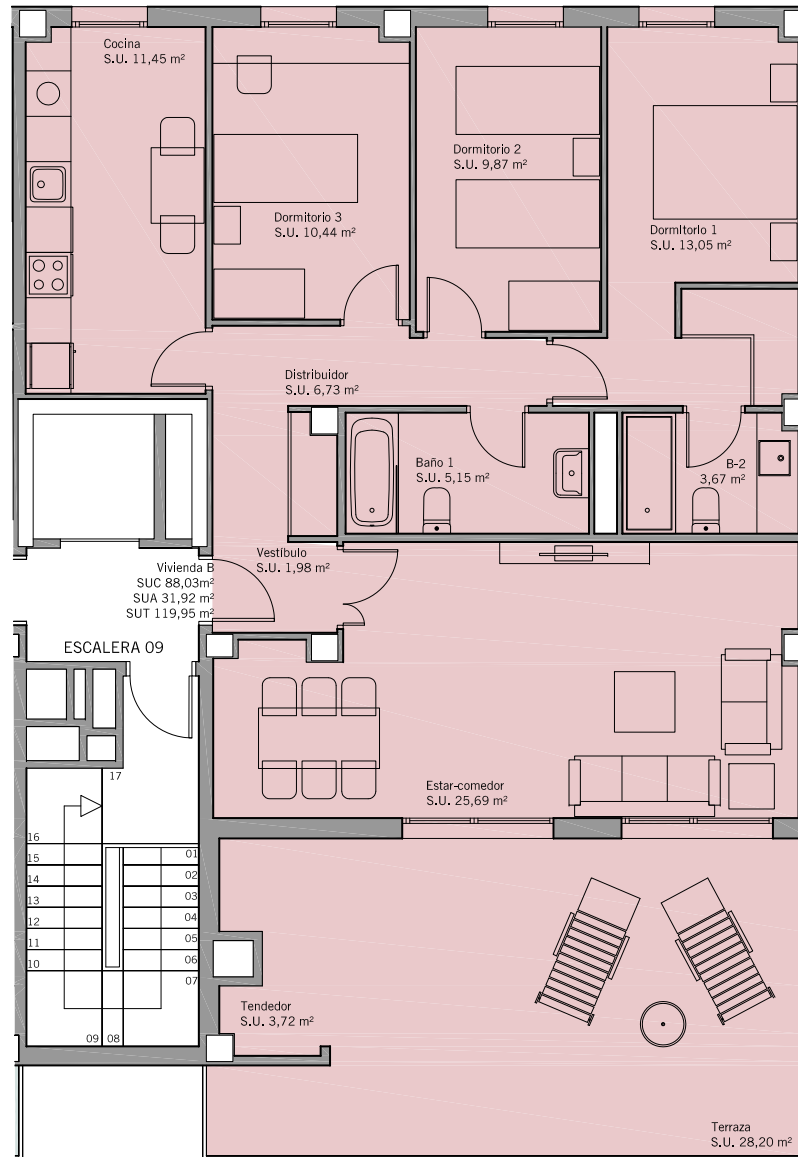 Cocina
S.U. 11,45 m²
Dormitorio 3
S.U. 10,44 m²
Dormitorio 2
S.U. 9,87 m²
Dormitorio 1
S.U. 13,05 m²
Distribuidor
S.U. 6,73 m²
Baño 1
S.U. 5,15 m²
B-2
3,67 m²
Vestíbulo
S.U. 1,98 m²
Vivienda B
SUC 88,03m²
SUA 31,92 m²
SUT 119,95 m²
ESCALERA 09
Estar-comedor
S.U. 25,69 m²
17
16
15
14
13
12
11
10
09
08
01
02
03
04
05
06
07
Tendedor
S.U. 3,72 m²
Terraza
S.U. 28,20 m²